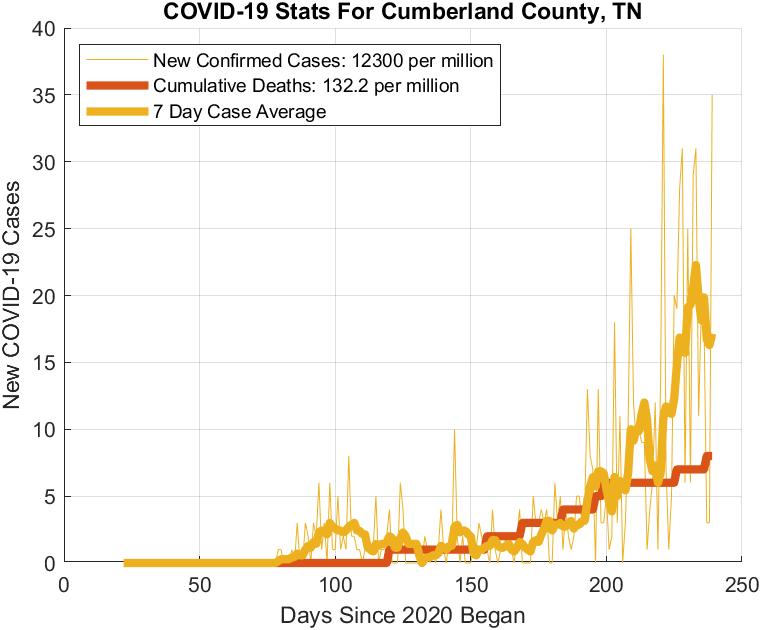 COVID-19 Stats For Cumberland County, TN
New Confirmed Cases: 12300 per million
Cumulative Deaths: 132.2 per million
7 Day Case Average
New COVID-19 Cases
40
35
30
25
20
15
10
5
0
0 50 100 150 200 250
Days Since 2020 Began